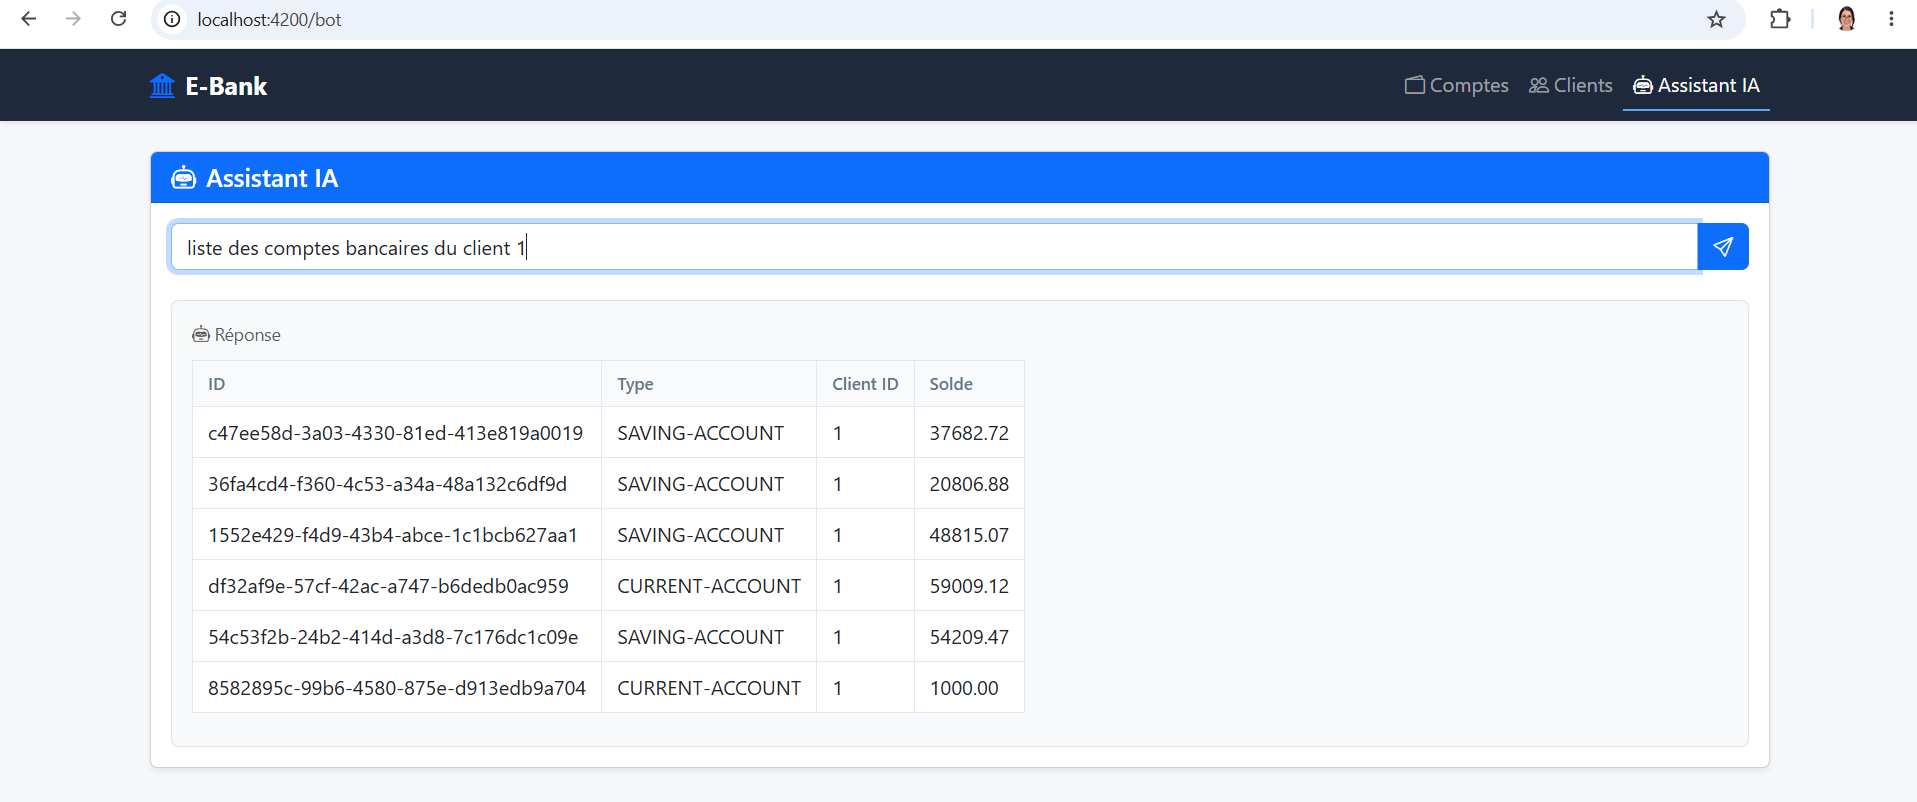 localhost:4200/bot
E-Bank Comptes Clients Assistant IA
Assistant IA
liste des comptes bancaires du client 1
Réponse
ID Type Client ID Solde
c47ee58d-3a03-4330-81ed-413e819a0019 SAVING-ACCOUNT 1 37682.72
36fa4cd4-f360-4c53-a34a-48a132c6df9d SAVING-ACCOUNT 1 20806.88
1552e429-f4d9-43b4-abce-1c1bcb627aa1 SAVING-ACCOUNT 1 48815.07
df32af9e-57cf-42ac-a747-b6dedb0ac959 CURRENT-ACCOUNT 1 59009.12
54c53f2b-24b2-414d-a3d8-7c176dc1c09e SAVING-ACCOUNT 1 54209.47
8582895c-99b6-4580-875e-d913edb9a704 CURRENT-ACCOUNT 1 1000.00